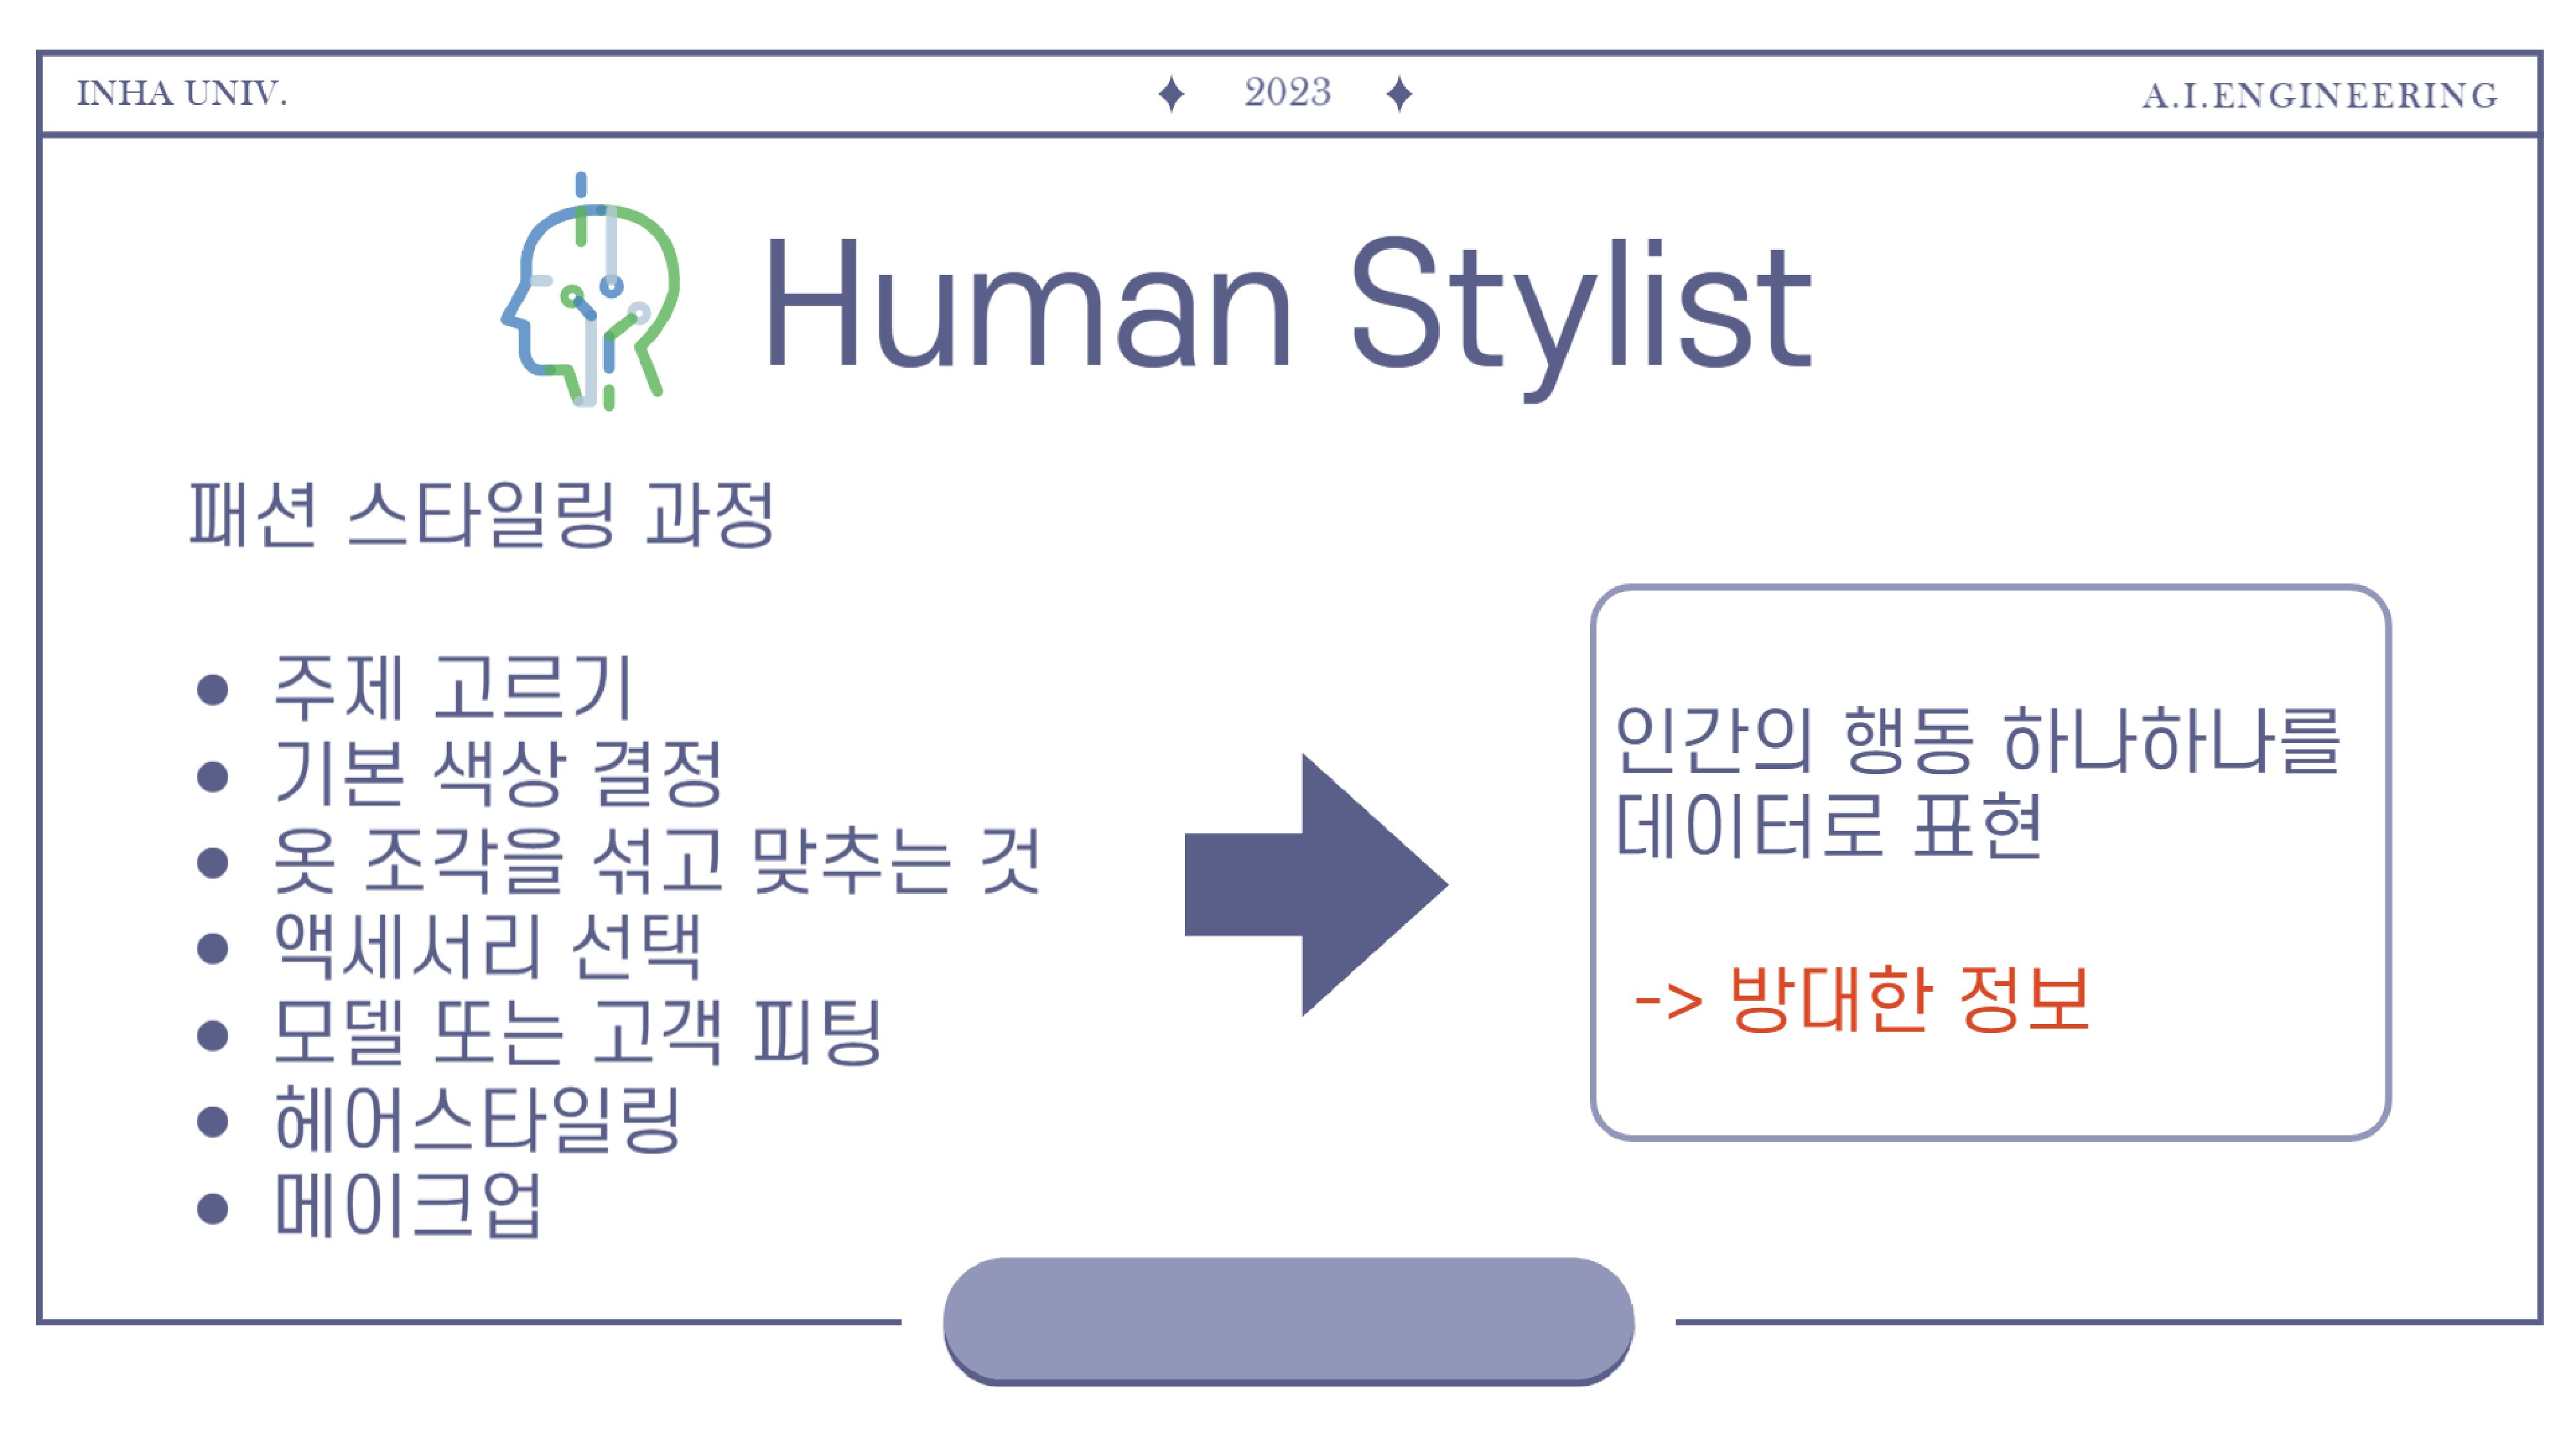 INHA UNIV.
2023
A.I.ENGINEERING
Human Stylist
패션 스타일링 과정
● 주제 고르기
● 기본 색상 결정
● 옷 조각을 섞고 맞추는 것
● 액세서리 선택
● 모델 또는 고객 피팅
● 헤어스타일링
● 메이크업
인간의 행동 하나하나를
데이터로 표현
-> 방대한 정보